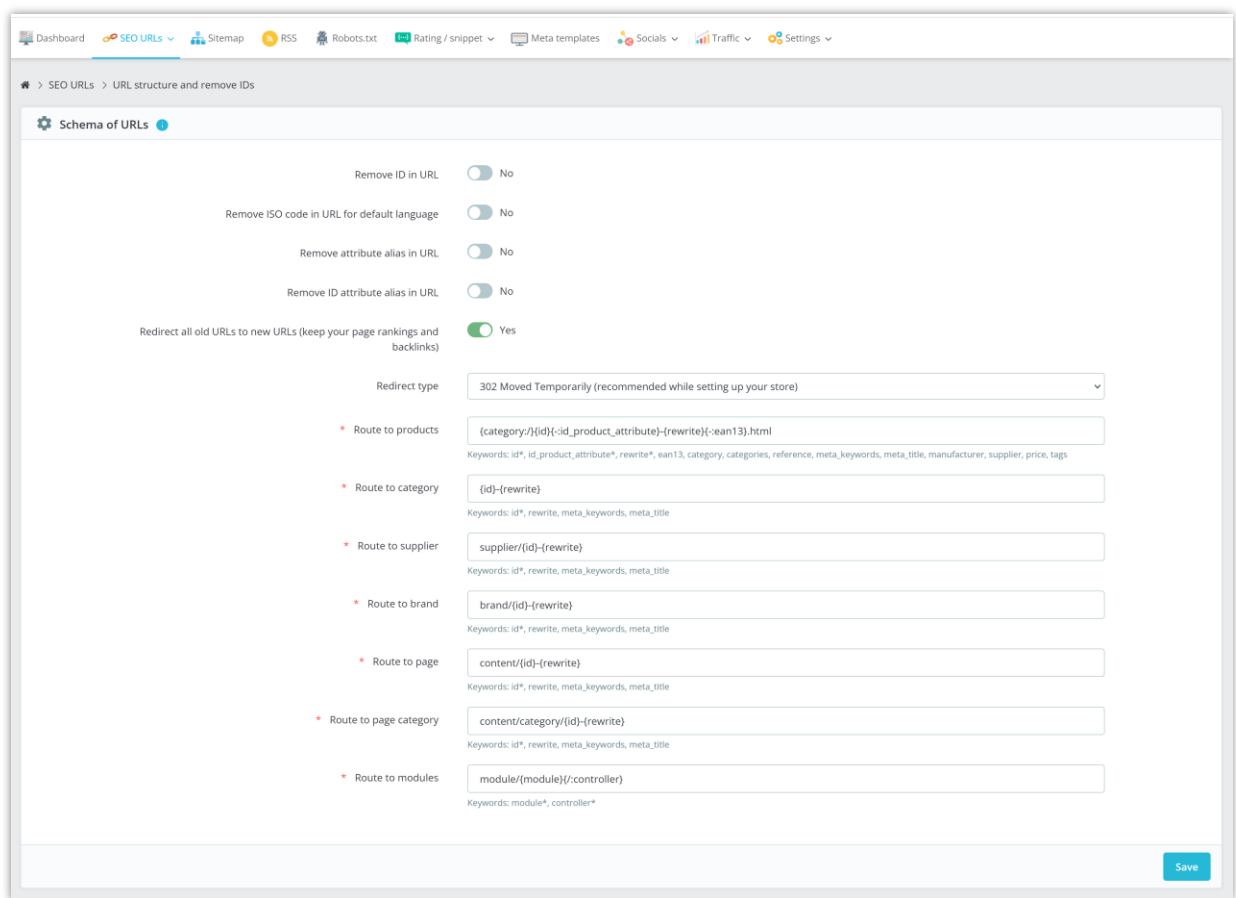 Dashboard SEO URLs Sitemap RSS Robots.txt Rating / snippet Meta templates Socials Traffic Settings
> SEO URLs > URL structure and remove IDs
Schema of URLs
Remove ID in URL No
Remove ISO code in URL for default language No
Remove attribute alias in URL No
Remove ID attribute alias in URL No
Redirect all old URLs to new URLs (keep your page rankings and Yes
backlinks)
Redirect type 302 Moved Temporarily (recommended while setting up your store)
* Route to products {category:/}{id}{-:id_product_attribute}-{rewrite}{-:ean13}.html
Keywords: id*, id_product_attribute*, rewrite*, ean13, category, categories, reference, meta_keywords, meta_title, manufacturer, supplier, price, tags
* Route to category {id}-{rewrite}
Keywords: id*, rewrite, meta_keywords, meta_title
* Route to supplier supplier/{id}-{rewrite}
Keywords: id*, rewrite, meta_keywords, meta_title
* Route to brand brand/{id}-{rewrite}
Keywords: id*, rewrite, meta_keywords, meta_title
* Route to page content/{id}-{rewrite}
Keywords: id*, rewrite, meta_keywords, meta_title
* Route to page category content/category/{id}-{rewrite}
Keywords: id*, rewrite, meta_keywords, meta_title
* Route to modules module/{module}{/:controller}
Keywords: module*, controller*
Save